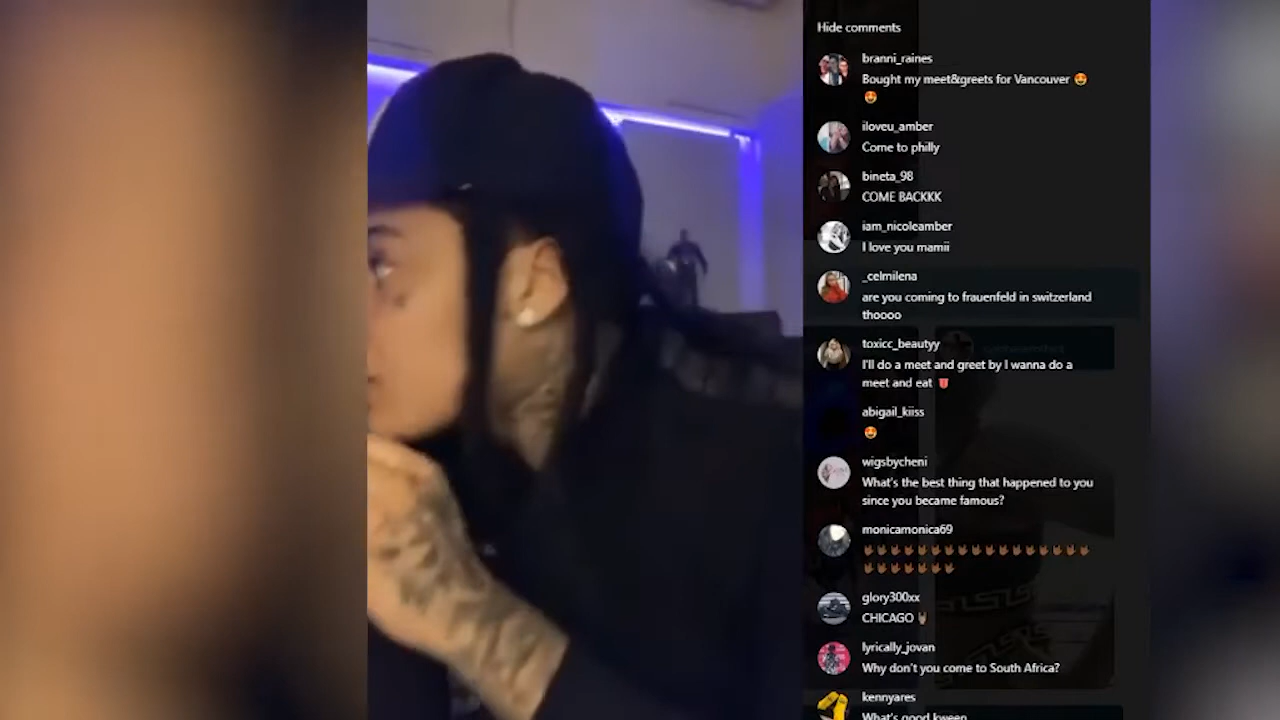 Hide comments
branni_raines
Bought my meet&greets for Vancouver 😍
😍
iloveu_amber
Come to philly
bineta_98
COME BACKKK
iam_nicoleamber
I love you mamii
_celmilena
are you coming to frauenfeld in switzerland
thoooo
toxicc_beautyy
I'll do a meet and greet by I wanna do a
meet and eat 👅
abigail_kiiss
😍
wigsbycheni
What's the best thing that happened to you
since you became famous?
monicamonica69
🤟🏾🤟🏾🤟🏾🤟🏾🤟🏾🤟🏾🤟🏾🤟🏾🤟🏾🤟🏾🤟🏾🤟🏾🤟🏾🤟🏾🤟🏾🤟🏾🤟🏾
🤟🏾🤟🏾🤟🏾🤟🏾🤟🏾🤟🏾🤟🏾
glory300xx
CHICAGO 🤘🏽
lyrically_jovan
Why don't you come to South Africa?
kennyares
What's good kween